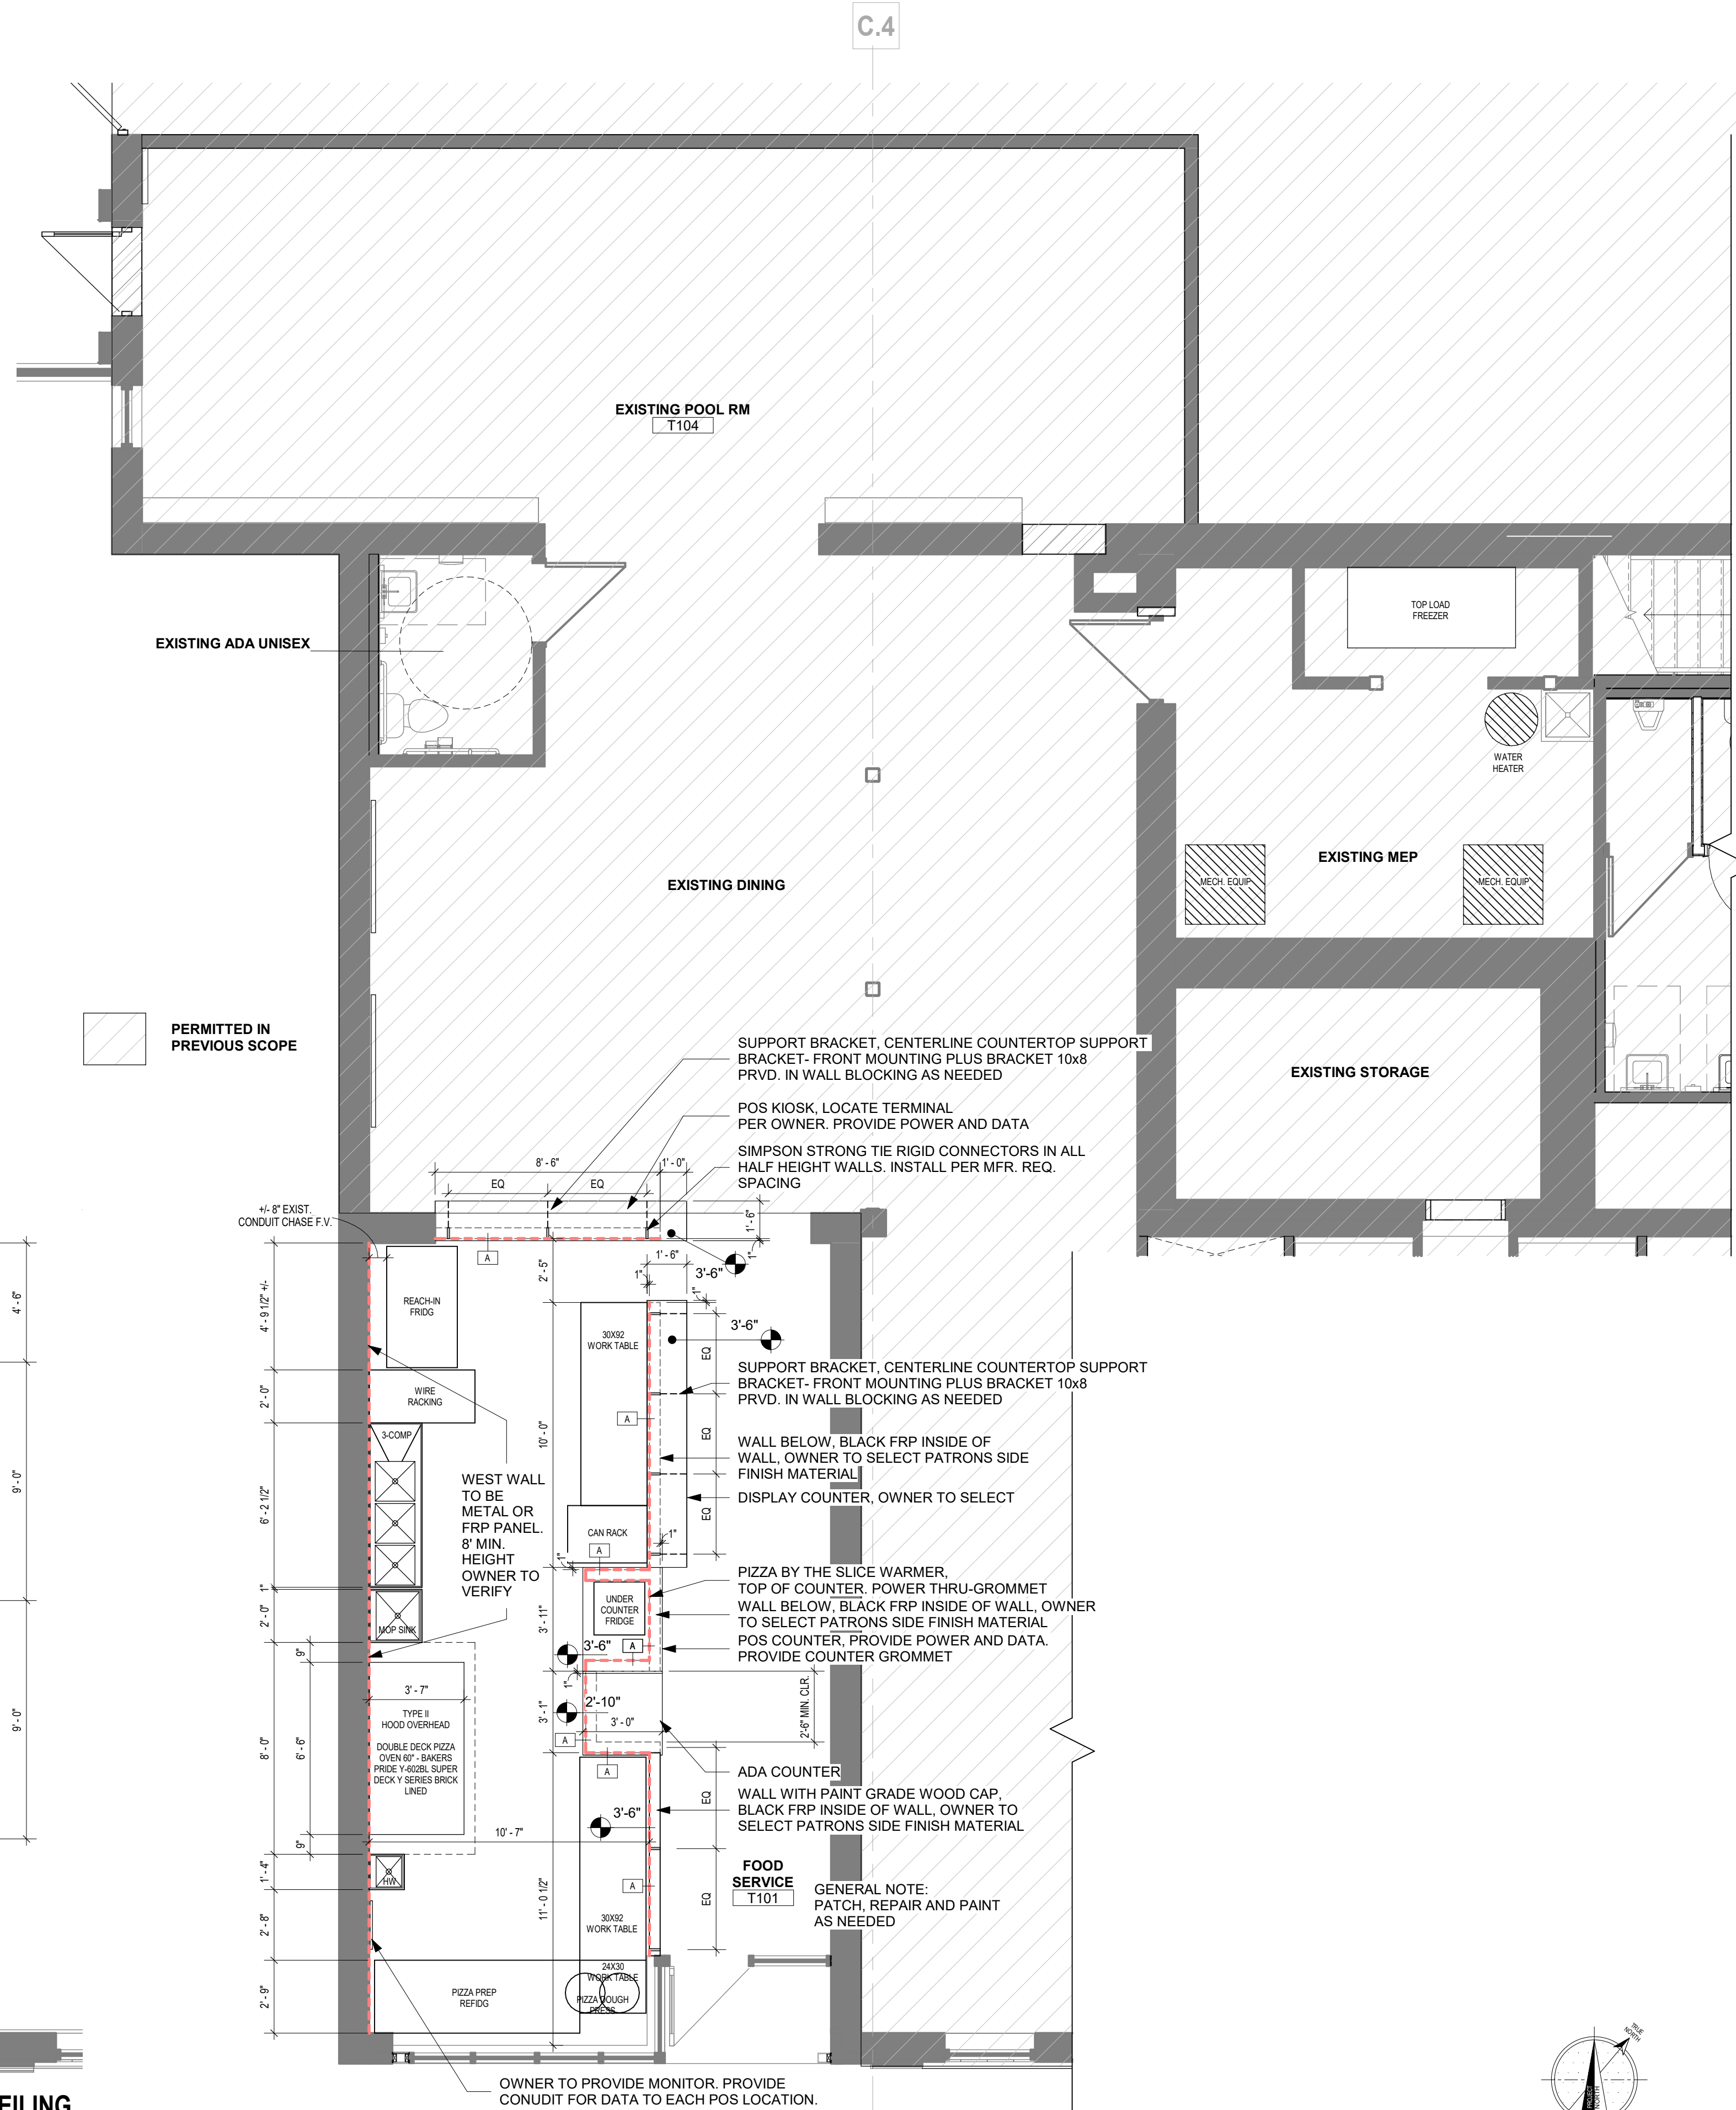 C.4
EXISTING POOL RM
T104
TOP LOAD
FREEZER
EXISTING ADA UNISEX
WATER
HEATER
EXISTING MEP
MECH. EQUIP
MECH. EQUIP
EXISTING DINING
PERMITTED IN
PREVIOUS SCOPE
EXISTING STORAGE
SUPPORT BRACKET, CENTERLINE COUNTERTOP SUPPORT
BRACKET- FRONT MOUNTING PLUS BRACKET 10x8
PRVD. IN WALL BLOCKING AS NEEDED
POS KIOSK, LOCATE TERMINAL
PER OWNER. PROVIDE POWER AND DATA
SIMPSON STRONG TIE RIGID CONNECTORS IN ALL
HALF HEIGHT WALLS. INSTALL PER MFR. REQ.
SPACING
8' - 6"
1' - 0"
EQ
EQ
+/- 8" EXIST.
CONDUIT CHASE F.V.
1' - 6"
1"
A
1' - 6"
3'-6"
2' - 5"
1"
1"
4' - 6"
4' - 9 1/2" +/-
REACH-IN
FRIDG
30X92
WORK TABLE
3'-6"
EQ
SUPPORT BRACKET, CENTERLINE COUNTERTOP SUPPORT
BRACKET- FRONT MOUNTING PLUS BRACKET 10x8
PRVD. IN WALL BLOCKING AS NEEDED
2' - 0"
WIRE
RACKING
A
EQ
10' - 0"
3-COMP
WALL BELOW, BLACK FRP INSIDE OF
WALL, OWNER TO SELECT PATRONS SIDE
FINISH MATERIAL
9' - 0"
6' - 2 1/2"
WEST WALL
TO BE
METAL OR
FRP PANEL.
8' MIN.
HEIGHT
OWNER TO
VERIFY
DISPLAY COUNTER, OWNER TO SELECT
EQ
CAN RACK
1"
A
1"
PIZZA BY THE SLICE WARMER,
TOP OF COUNTER. POWER THRU-GROMMET
1"
2' - 0"
MOP SINK
UNDER
COUNTER
FRIDGE
3' - 11"
WALL BELOW, BLACK FRP INSIDE OF WALL, OWNER
TO SELECT PATRONS SIDE FINISH MATERIAL
A
3'-6"
POS COUNTER, PROVIDE POWER AND DATA.
PROVIDE COUNTER GROMMET
9"
1"
3' - 7"
2'-10"
3' - 1"
3' - 0"
2'-6" MIN. CLR.
9' - 0"
8' - 0"
6' - 6"
TYPE II
HOOD OVERHEAD
DOUBLE DECK PIZZA
OVEN 60" - BAKERS
PRIDE Y-602BL SUPER
DECK Y SERIES BRICK
LINED
A
A
ADA COUNTER
EQ
WALL WITH PAINT GRADE WOOD CAP,
BLACK FRP INSIDE OF WALL, OWNER TO
SELECT PATRONS SIDE FINISH MATERIAL
3'-6"
9"
10' - 7"
1' - 4"
HW
FOOD
SERVICE
T101
A
EQ
11' - 0 1/2"
GENERAL NOTE:
PATCH, REPAIR AND PAINT
AS NEEDED
2' - 8"
30X92
WORK TABLE
24X30
WORK TABLE
2' - 9"
PIZZA PREP
REFIDG
PIZZA DOUGH
PRESS
OWNER TO PROVIDE MONITOR. PROVIDE
CONUDIT FOR DATA TO EACH POS LOCATION.
EILING
TRUE
NORTH
PROJECT
NORTH